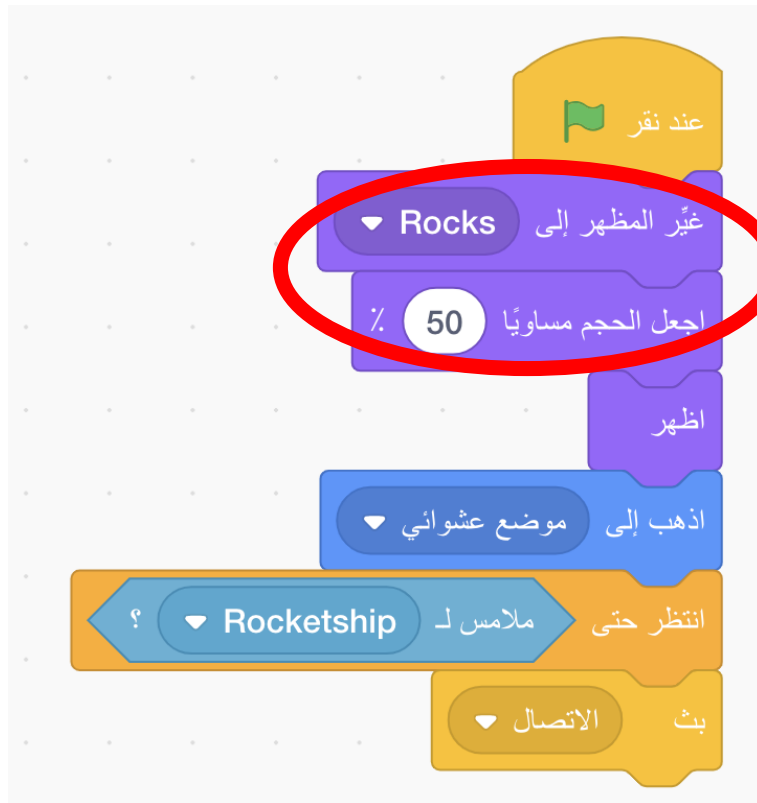 عند نقر
غيِّر المظهر إلى Rocks
اجعل الحجم مساويًا 50 ٪
اظهر
اذهب إلى موضع عشوائي
انتظر حتى ملامس لـ Rocketship ؟
بث الاتصال